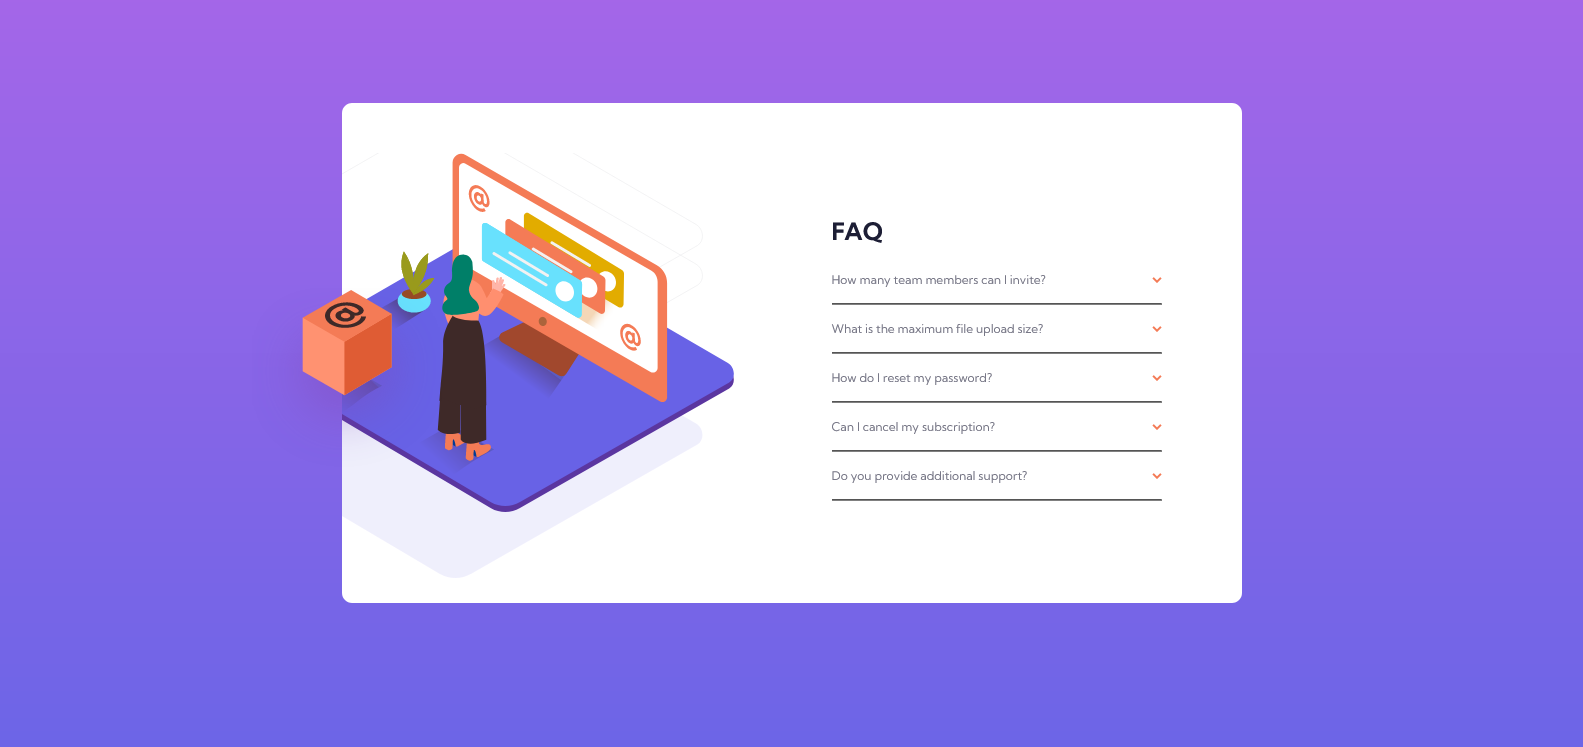 @
@
@
FAQ
How many team members can I invite?
What is the maximum file upload size?
How do I reset my password?
Can I cancel my subscription?
Do you provide additional support?